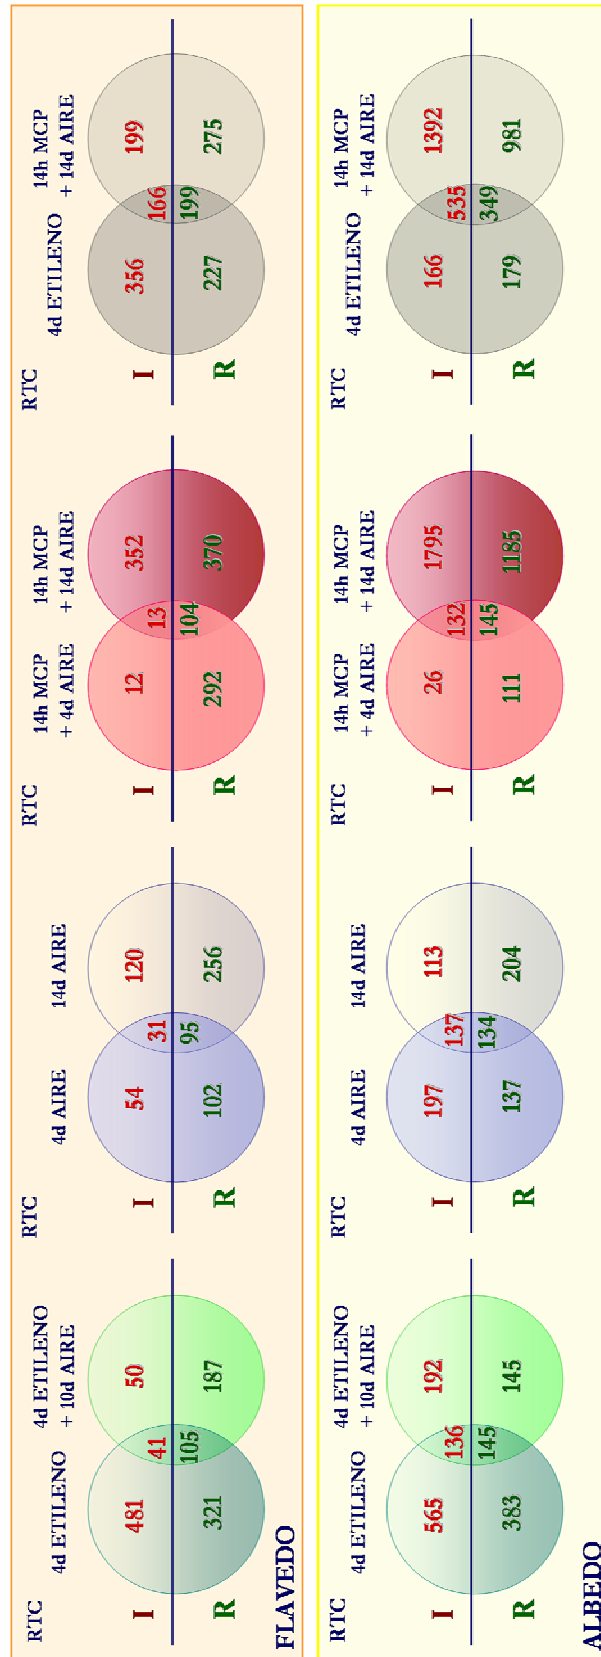 RTC
4d ETILENO
4d ETILENO
+ 10d AIRE
I
481
41
50
R
321
105
187
RTC
4d AIRE
14d AIRE
I
54
31
120
R
102
95
256
RTC
14h MCP
+ 4d AIRE
14h MCP
+ 14d AIRE
I
12
13
352
R
292
104
370
RTC
4d ETILENO
14h MCP
+ 14d AIRE
I
356
166
199
R
227
199
275
FLAVEDO
RTC
4d ETILENO
4d ETILENO
+ 10d AIRE
I
565
136
192
R
383
145
145
RTC
4d AIRE
14d AIRE
I
197
137
113
R
137
134
204
RTC
14h MCP
+ 4d AIRE
14h MCP
+ 14d AIRE
I
26
132
1795
R
111
145
1185
RTC
4d ETILENO
14h MCP
+ 14d AIRE
I
166
535
1392
R
179
349
981
ALBEDO